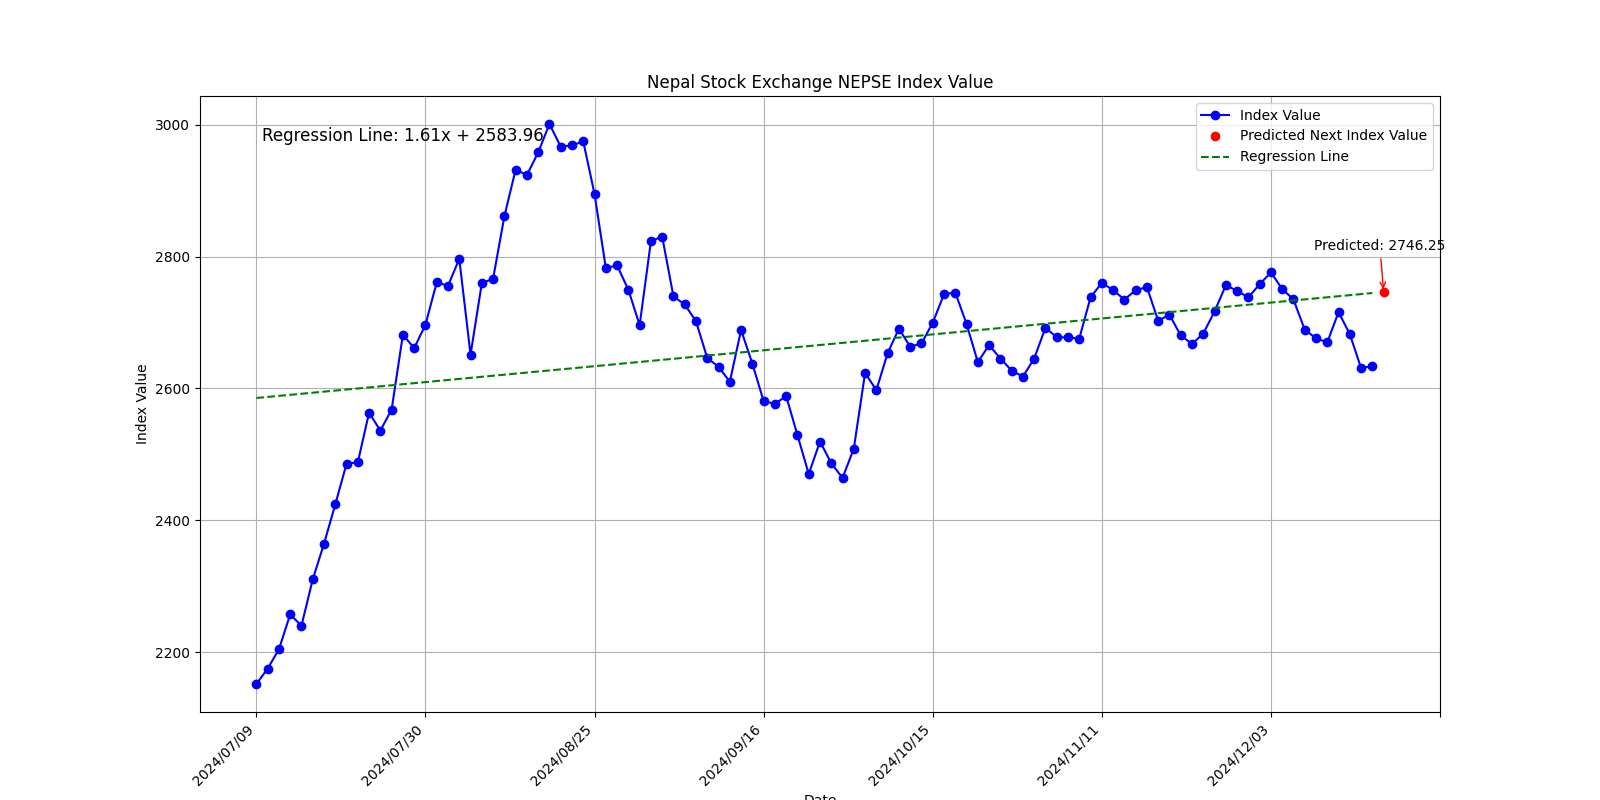 Nepal Stock Exchange NEPSE Index Value
3000
2800
2600
2400
2200
Index Value
Regression Line: 1.61x + 2583.96
Index Value
Predicted Next Index Value
Regression Line
Predicted: 2746.25
2024/07/09
2024/07/30
2024/08/25
2024/09/16
2024/10/15
2024/11/11
2024/12/03
Date